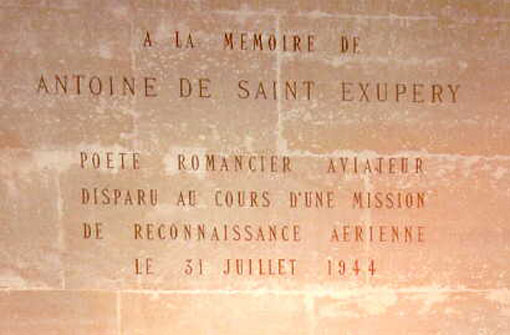 A LA MEMOIRE DE
ANTOINE DE SAINT EXUPERY
POETE ROMANCIER AVIATEUR
DISPARU AU COURS D'UNE MISSION
DE RECONNAISSANCE AERIENNE
LE 31 JUILLET 1944